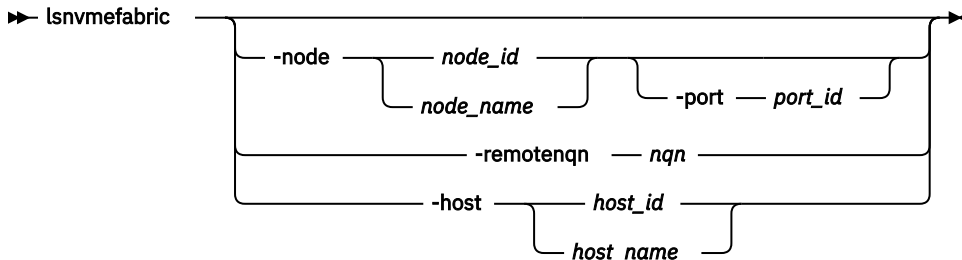 lsnvmefabric
-node node_id
node_name -port port_id
-remotenqn nqn
-host host_id
host_name